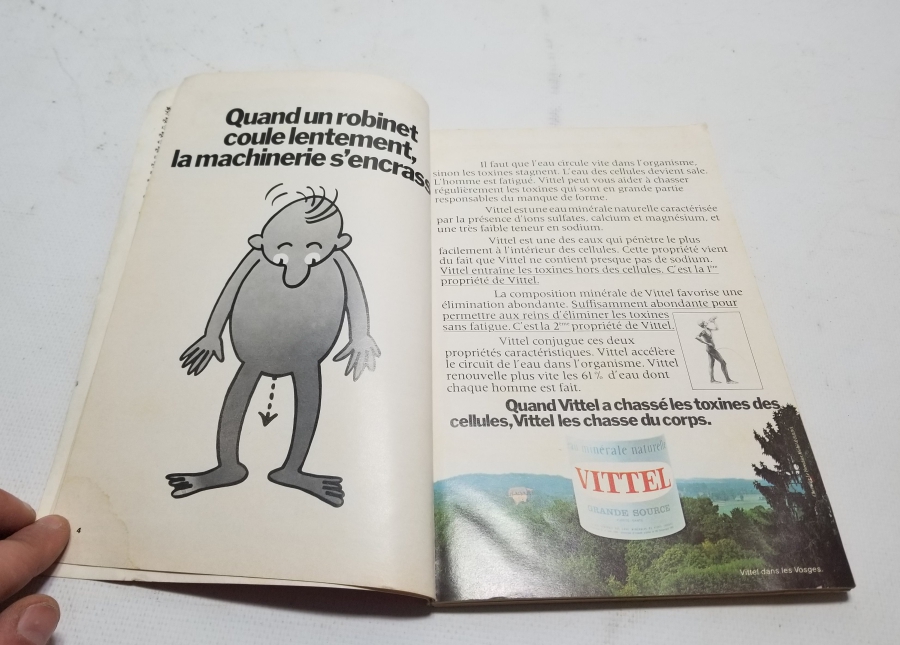 Quand un robinet
coule lentement,
la machinerie s'encrass
4
Il faut que l'eau circule vite dans l'organisme,
sinon les toxines stagnent. L'eau des cellules devient sale.
L'homme est fatigué. Vittel peut vous aider à chasser
régulièrement les toxines qui sont en grande partie
responsables du manque de forme.
Vittel est une eau minérale naturelle caractérisée
par la présence d'ions sulfates, calcium et magnésium, et
une très faible teneur en sodium.
Vittel est une des eaux qui pénètre le plus
facilement à l'intérieur des cellules. Cette propriété vient
du fait que Vittel ne contient presque pas de sodium.
Vittel entraîne les toxines hors des cellules. C'est la 1ère
propriété de Vittel.
La composition minérale de Vittel favorise une
élimination abondante. Suffisamment abondante pour
permettre aux reins d'éliminer les toxines
sans fatigue. C'est la 2ème propriété de Vittel.
Vittel conjugue ces deux
propriétés caractéristiques. Vittel accélère
le circuit de l'eau dans l'organisme. Vittel
renouvelle plus vite les 61% d'eau dont
chaque homme est fait.
Quand Vittel a chassé les toxines des
cellules, Vittel les chasse du corps.
minérale naturelle
VITTEL
GRANDE SOURCE
Vittel dans les Vosges.